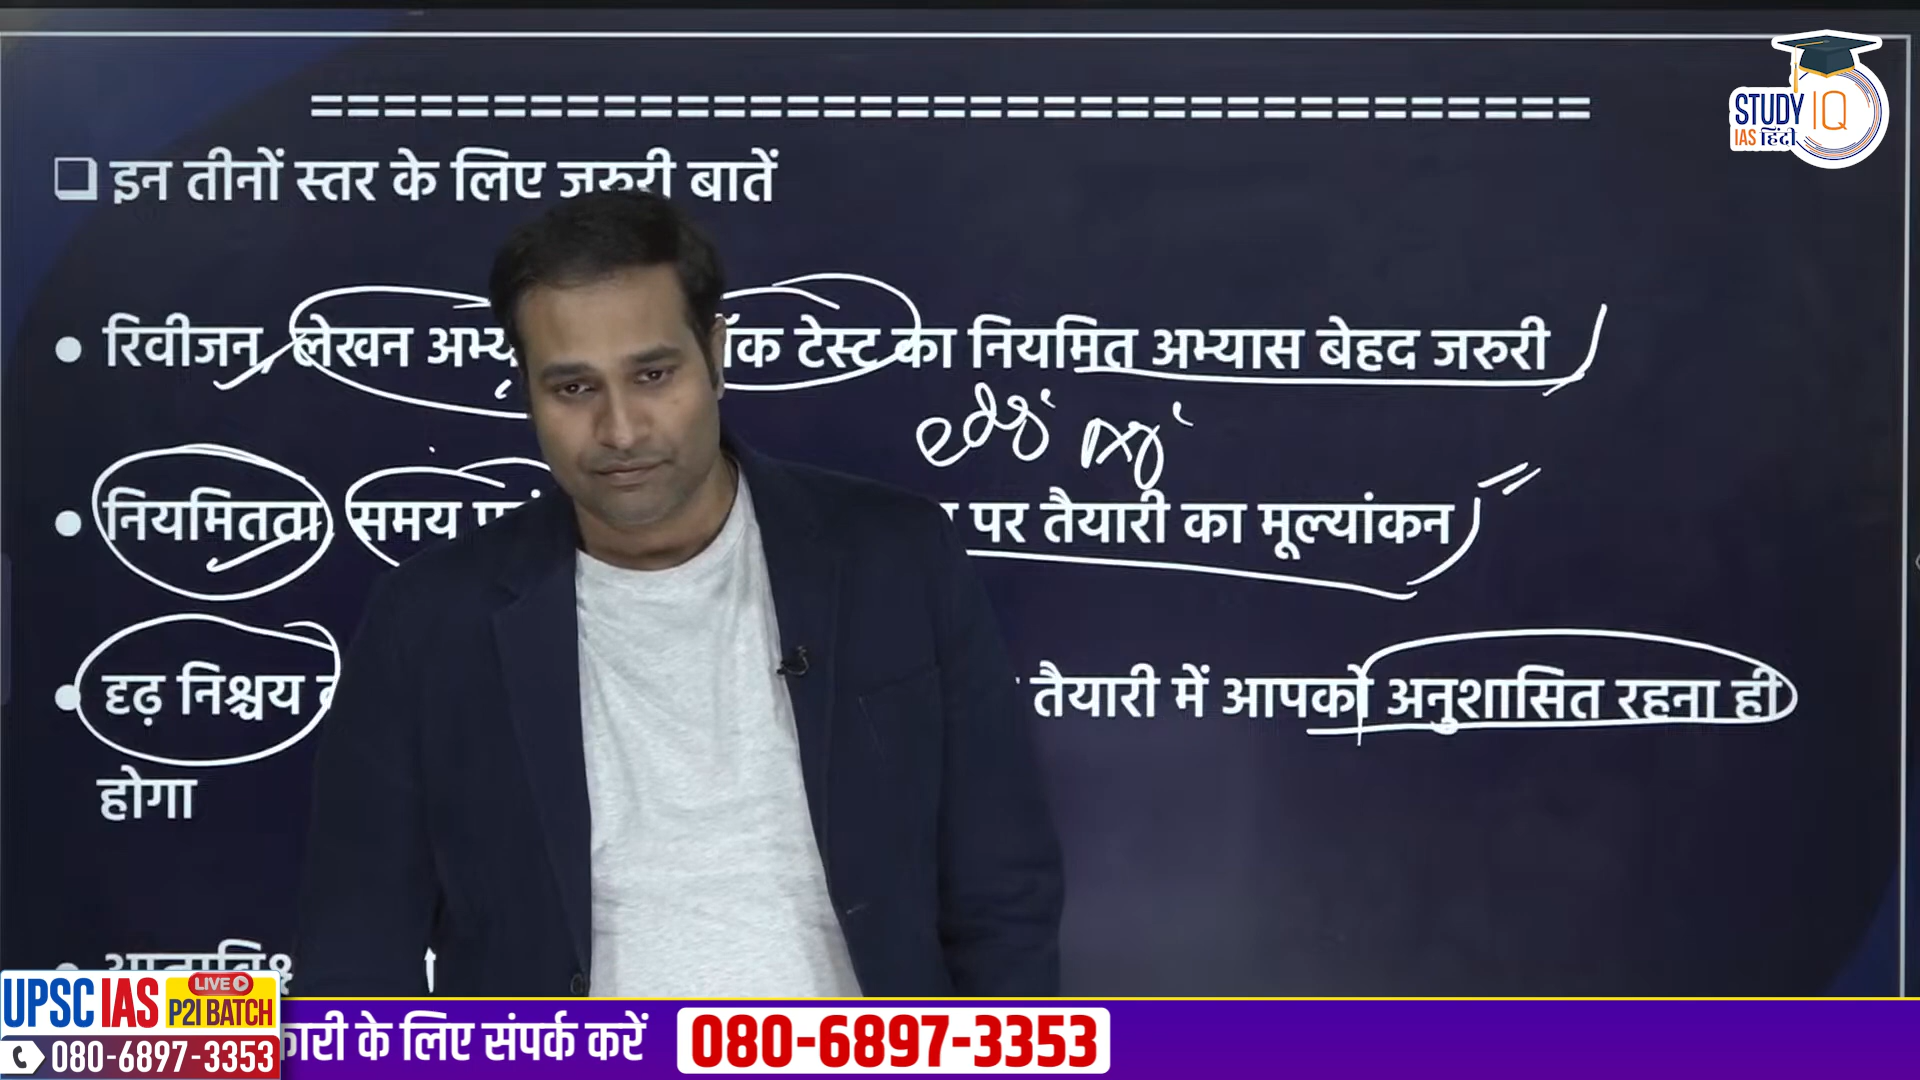 STUDY IQ
IAS हिंदी
==================================
इन तीनों स्तर के लिए जरुरी बातें
रिवीजन, लेखन टेस्ट का नियमित अभ्यास बेहद जरुरी
नियमितता, समय पर तैयारी का मूल्यांकन
दृढ़ निश्चय तैयारी में आपको अनुशासित रहना ही
होगा
UPSC IAS LIVE P2I BATCH
080-6897-3353
के लिए संपर्क करें 080-6897-3353